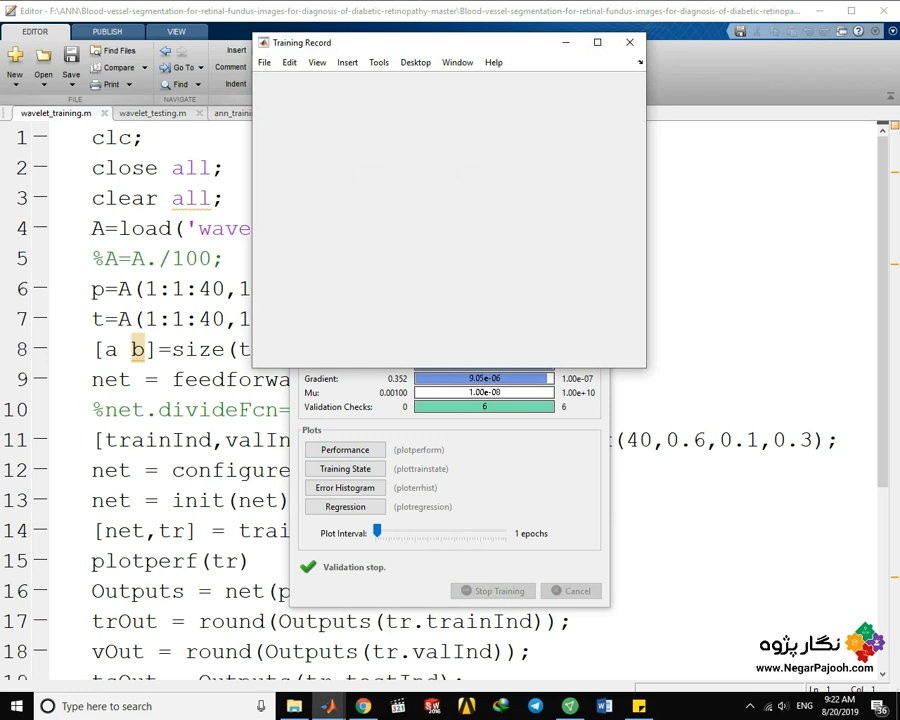 Editor - F:\ANN\Blood-vessel-segmentation-for-retinal-fundus-images-for-diagnosis-of-diabetic-retinopathy-master\Blood-vessel-segmentation-for-retinal-fundus-images-for-diagnosis-of-diabetic-retinopa...
EDITOR PUBLISH VIEW
New Open Save Find Files Compare Print Go To Find Insert Comment Indent
FILE NAVIGATE
wavelet_training.m wavelet_testing.m ann_traini
Training Record
File Edit View Insert Tools Desktop Window Help
1 clc;
2 close all;
3 clear all;
4 A=load('wave
5 %A=A./100;
6 p=A(1:1:40,1
7 t=A(1:1:40,1
8 [a b]=size(t
9 net = feedforwa
10 %net.divideFcn=
11 [trainInd,valIn t(40,0.6,0.1,0.3);
12 net = configure
13 net = init(net)
14 [net,tr] = trai
15 plotperf(tr)
16 Outputs = net(p
17 trOut = round(Outputs(tr.trainInd));
18 vOut = round(Outputs(tr.valInd));
Gradient: 0.352 9.05e-06 1.00e-07
Mu: 0.00100 1.00e-08 1.00e+10
Validation Checks: 0 6 6
Plots
Performance (plotperform)
Training State (plottrainstate)
Error Histogram (ploterrhist)
Regression (plotregression)
Plot Interval: 1 epochs
Validation stop.
Stop Training Cancel
نگار پژوه
www.NegarPajooh.com
Ln 1 Col 1
Type here to search
ENG
9:22 AM
8/20/2019
36